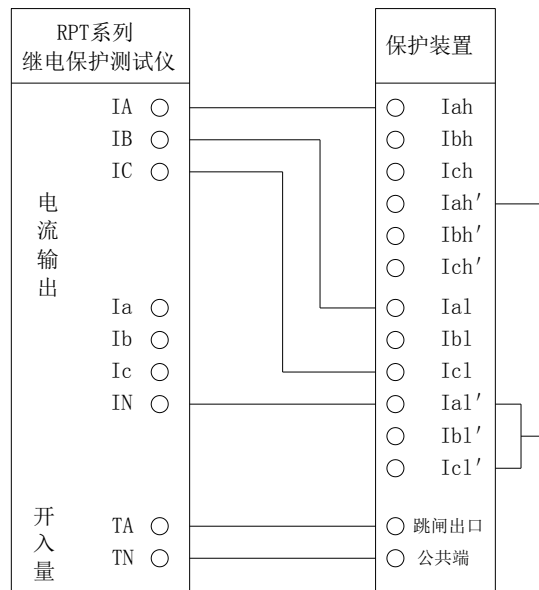 RPT系列
继电保护测试仪
保护装置
IA
IB
IC
电流输出
Ia
Ib
Ic
IN
开入量
TA
TN
Iah
Ibh
Ich
Iah′
Ibh′
Ich′
Ial
Ibl
Icl
Ial′
Ibl′
Icl′
跳闸出口
公共端